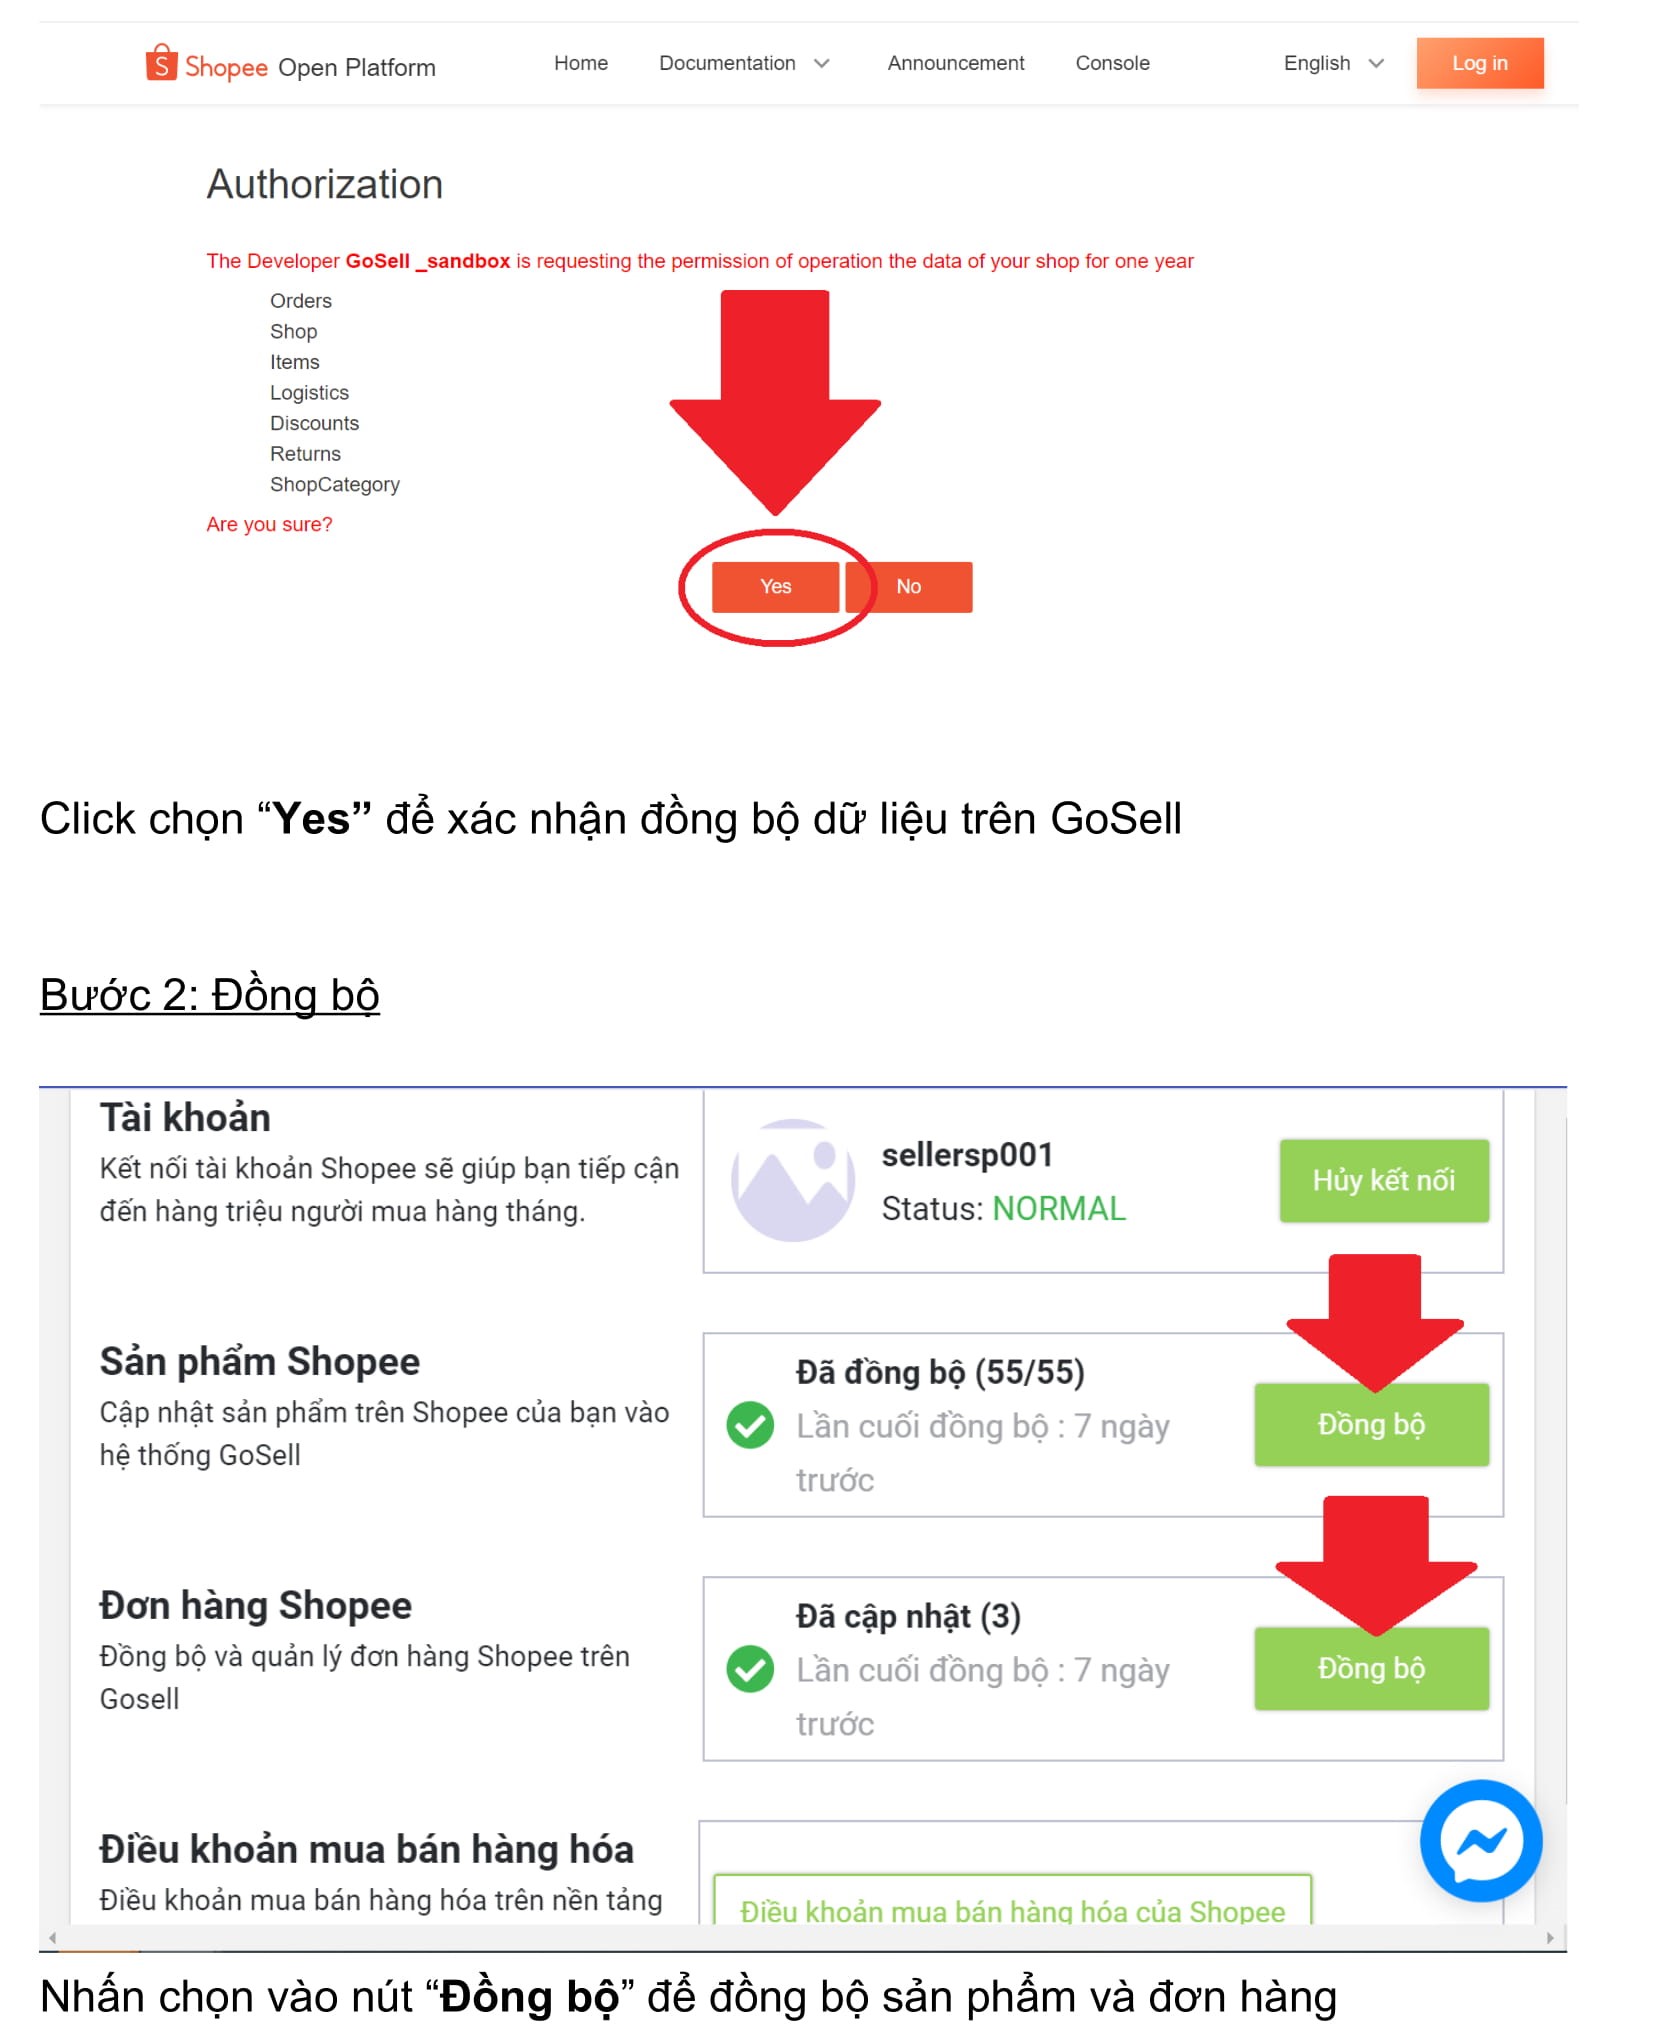 Shopee Open Platform Home Documentation Announcement Console English Log in
Authorization
The Developer GoSell _sandbox is requesting the permission of operation the data of your shop for one year
Orders
Shop
Items
Logistics
Discounts
Returns
ShopCategory
Are you sure?
Yes No
Click chọn “Yes” để xác nhận đồng bộ dữ liệu trên GoSell
Bước 2: Đồng bộ
Tài khoản
Kết nối tài khoản Shopee sẽ giúp bạn tiếp cận
đến hàng triệu người mua hàng tháng.
sellersp001
Status: NORMAL
Hủy kết nối
Sản phẩm Shopee
Cập nhật sản phẩm trên Shopee của bạn vào
hệ thống GoSell
Đã đồng bộ (55/55)
Lần cuối đồng bộ : 7 ngày
trước
Đồng bộ
Đơn hàng Shopee
Đồng bộ và quản lý đơn hàng Shopee trên
Gosell
Đã cập nhật (3)
Lần cuối đồng bộ : 7 ngày
trước
Đồng bộ
Điều khoản mua bán hàng hóa
Điều khoản mua bán hàng hóa trên nền tảng
Điều khoản mua bán hàng hóa của Shopee
Nhấn chọn vào nút “Đồng bộ” để đồng bộ sản phẩm và đơn hàng